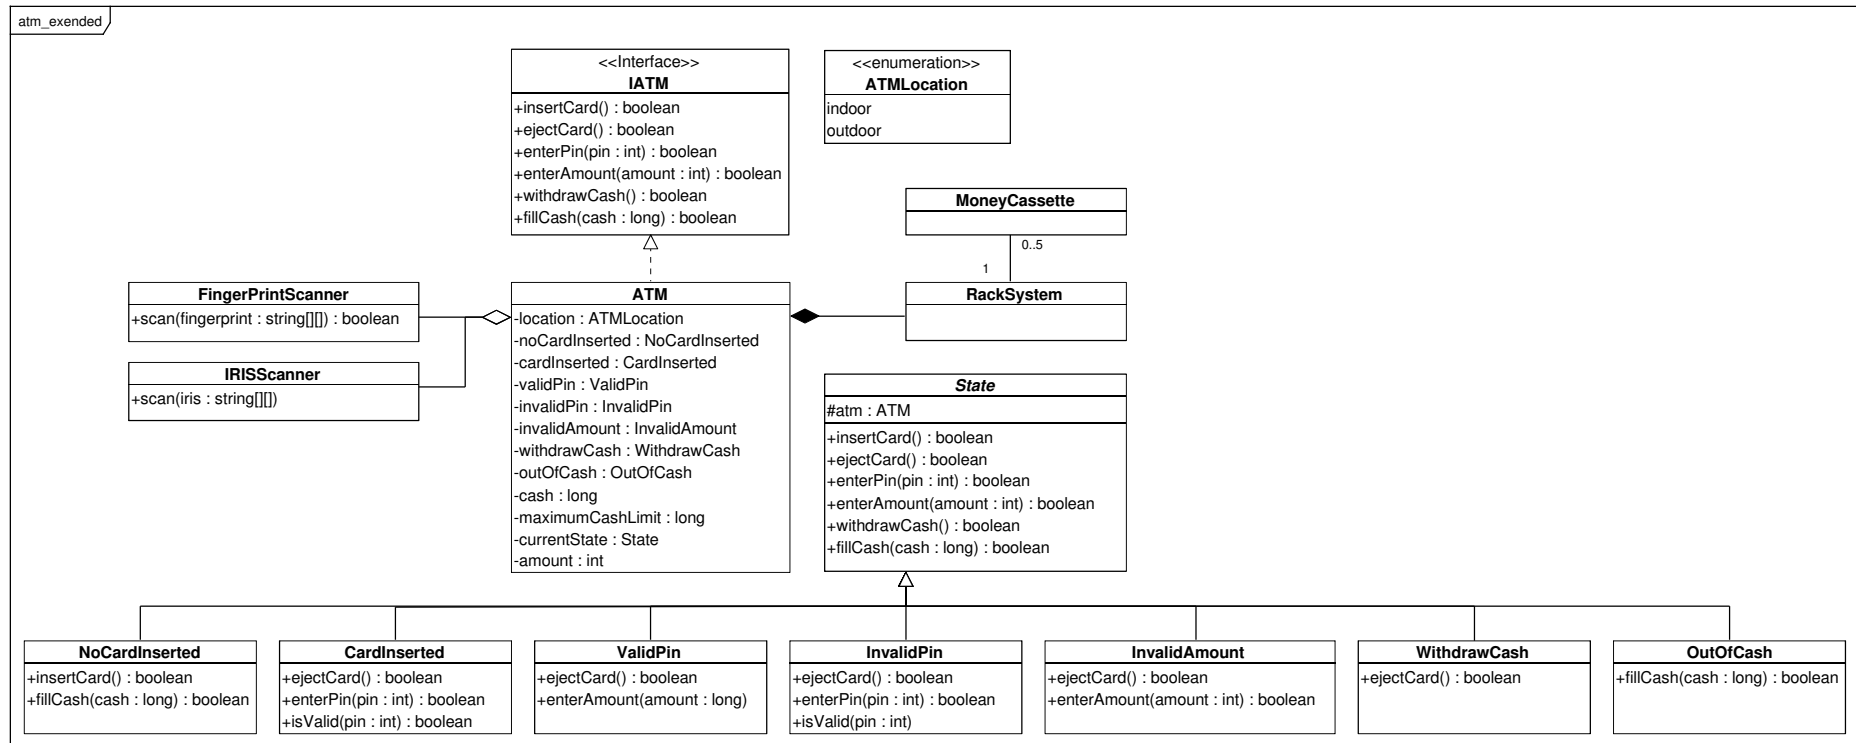 atm_exended
<<Interface>>
IATM
+insertCard() : boolean
+ejectCard() : boolean
+enterPin(pin : int) : boolean
+enterAmount(amount : int) : boolean
+withdrawCash() : boolean
+fillCash(cash : long) : boolean
<<enumeration>>
ATMLocation
indoor
outdoor
MoneyCassette
0..5
1
RackSystem
FingerPrintScanner
+scan(fingerprint : string[][]) : boolean
IRISScanner
+scan(iris : string[][])
ATM
-location : ATMLocation
-noCardInserted : NoCardInserted
-cardInserted : CardInserted
-validPin : ValidPin
-invalidPin : InvalidPin
-invalidAmount : InvalidAmount
-withdrawCash : WithdrawCash
-outOfCash : OutOfCash
-cash : long
-maximumCashLimit : long
-currentState : State
-amount : int
State
#atm : ATM
+insertCard() : boolean
+ejectCard() : boolean
+enterPin(pin : int) : boolean
+enterAmount(amount : int) : boolean
+withdrawCash() : boolean
+fillCash(cash : long) : boolean
NoCardInserted
+insertCard() : boolean
+fillCash(cash : long) : boolean
CardInserted
+ejectCard() : boolean
+enterPin(pin : int) : boolean
+isValid(pin : int) : boolean
ValidPin
+ejectCard() : boolean
+enterAmount(amount : long)
InvalidPin
+ejectCard() : boolean
+enterPin(pin : int) : boolean
+isValid(pin : int)
InvalidAmount
+ejectCard() : boolean
+enterAmount(amount : int) : boolean
WithdrawCash
+ejectCard() : boolean
OutOfCash
+fillCash(cash : long) : boolean